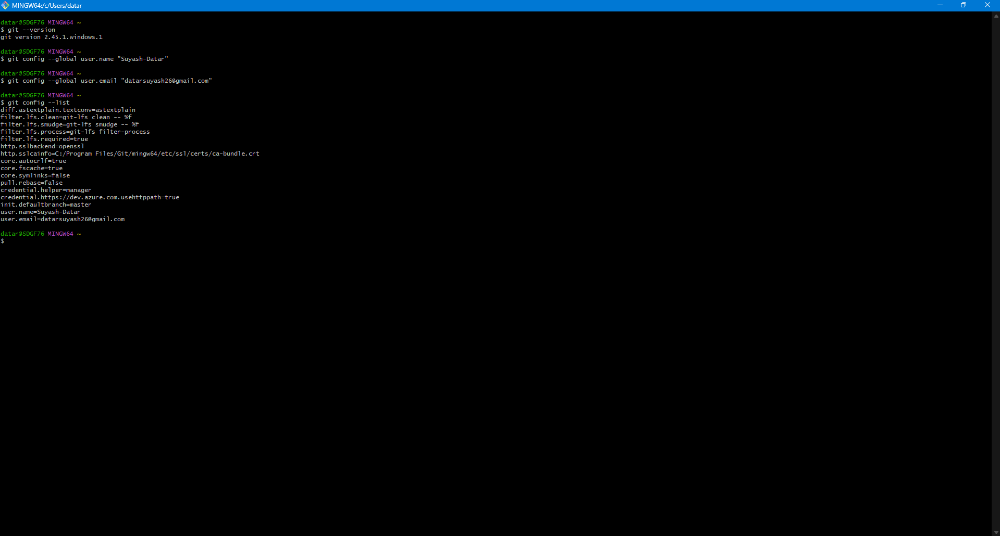 MINGW64:/c/Users/datar
datar@SDGF76 MINGW64 ~
$ git --version
git version 2.45.1.windows.1
datar@SDGF76 MINGW64 ~
$ git config --global user.name "Suyash-Datar"
datar@SDGF76 MINGW64 ~
$ git config --global user.email "datarsuyash26@gmail.com"
datar@SDGF76 MINGW64 ~
$ git config --list
diff.astextplain.textconv=astextplain
filter.lfs.clean=git-lfs clean -- %f
filter.lfs.smudge=git-lfs smudge -- %f
filter.lfs.process=git-lfs filter-process
filter.lfs.required=true
http.sslbackend=openssl
http.sslcainfo=C:/Program Files/Git/mingw64/etc/ssl/certs/ca-bundle.crt
core.autocrlf=true
core.fscache=true
core.symlinks=false
pull.rebase=false
credential.helper=manager
credential.https://dev.azure.com.usehttppath=true
init.defaultbranch=master
user.name=Suyash-Datar
user.email=datarsuyash26@gmail.com
datar@SDGF76 MINGW64 ~
$